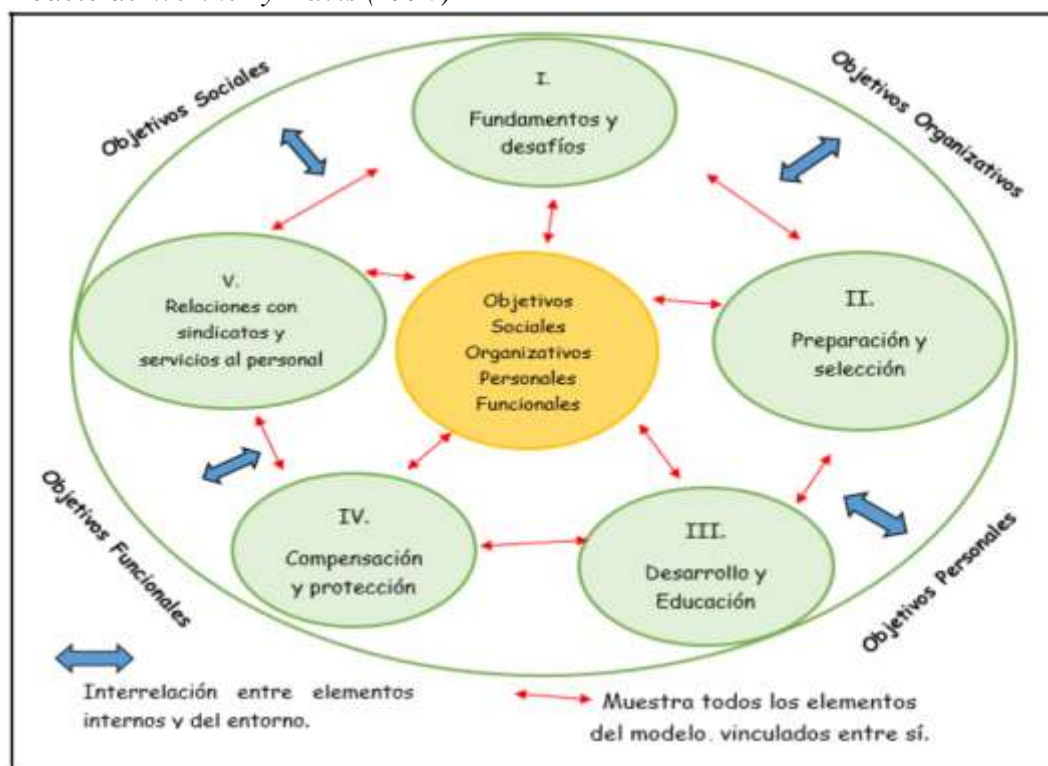 Objetivos Sociales
Objetivos Organizativos
I.
Fundamentos y
desafíos
V.
Relaciones con
sindicatos y
servicios al personal
Objetivos
Sociales
Organizativos
Personales
Funcionales
II.
Preparación y
selección
IV.
Compensación
y protección
III.
Desarrollo y
Educación
Objetivos Funcionales
Objetivos Personales
Interrelación entre elementos
internos y del entorno.
Muestra todos los elementos
del modelo, vinculados entre sí.